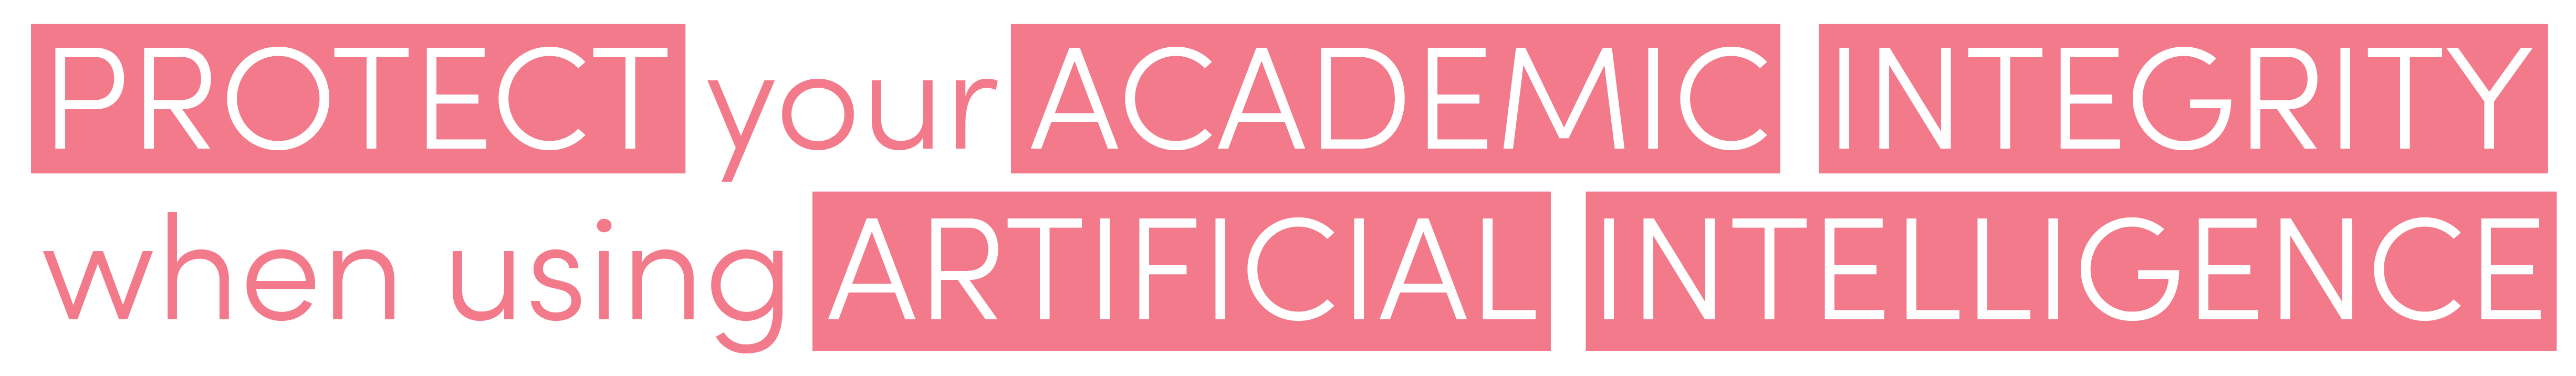 PROTECT your ACADEMIC INTEGRITY
when using ARTIFICIAL INTELLIGENCE